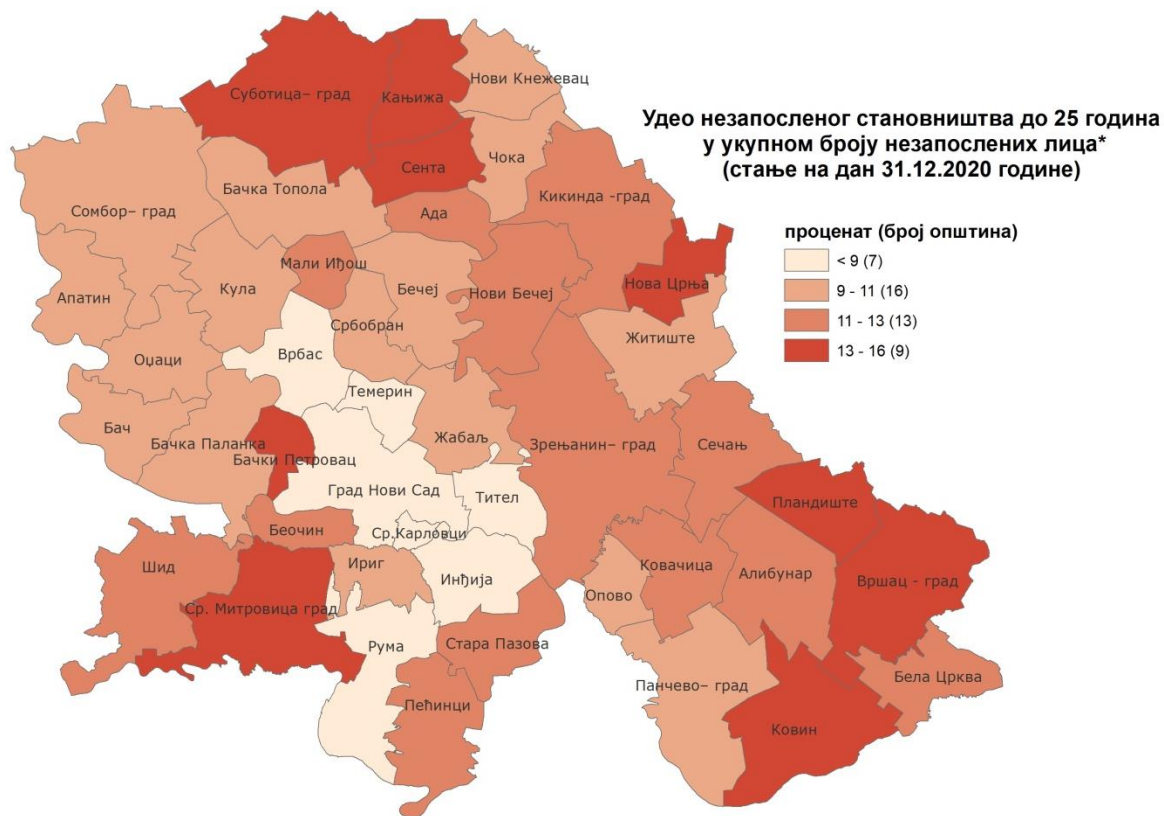 Удео незапосленог становништва до 25 година
у укупном броју незапослених лица*
(стање на дан 31.12.2020 године)
проценат (број општина)
< 9 (7)
9 - 11 (16)
11 - 13 (13)
13 - 16 (9)
Нови Кнежевац
Суботица– град
Кањижа
Чока
Сента
Бачка Топола
Кикинда -град
Сомбор– град
Ада
Мали Иђош
Нова Црња
Апатин
Кула
Бечеј
Нови Бечеј
Србобран
Житиште
Оџаци
Врбас
Темерин
Бач
Бачка Паланка
Жабаљ
Зрењанин– град
Сечањ
Бачки Петровац
Град Нови Сад
Тител
Пландиште
Беочин
Ср.Карловци
Шид
Ириг
Инђија
Ковачица
Алибунар
Вршац - град
Опово
Ср. Митровица град
Рума
Стара Пазова
Бела Црква
Панчево– град
Пећинци
Ковин